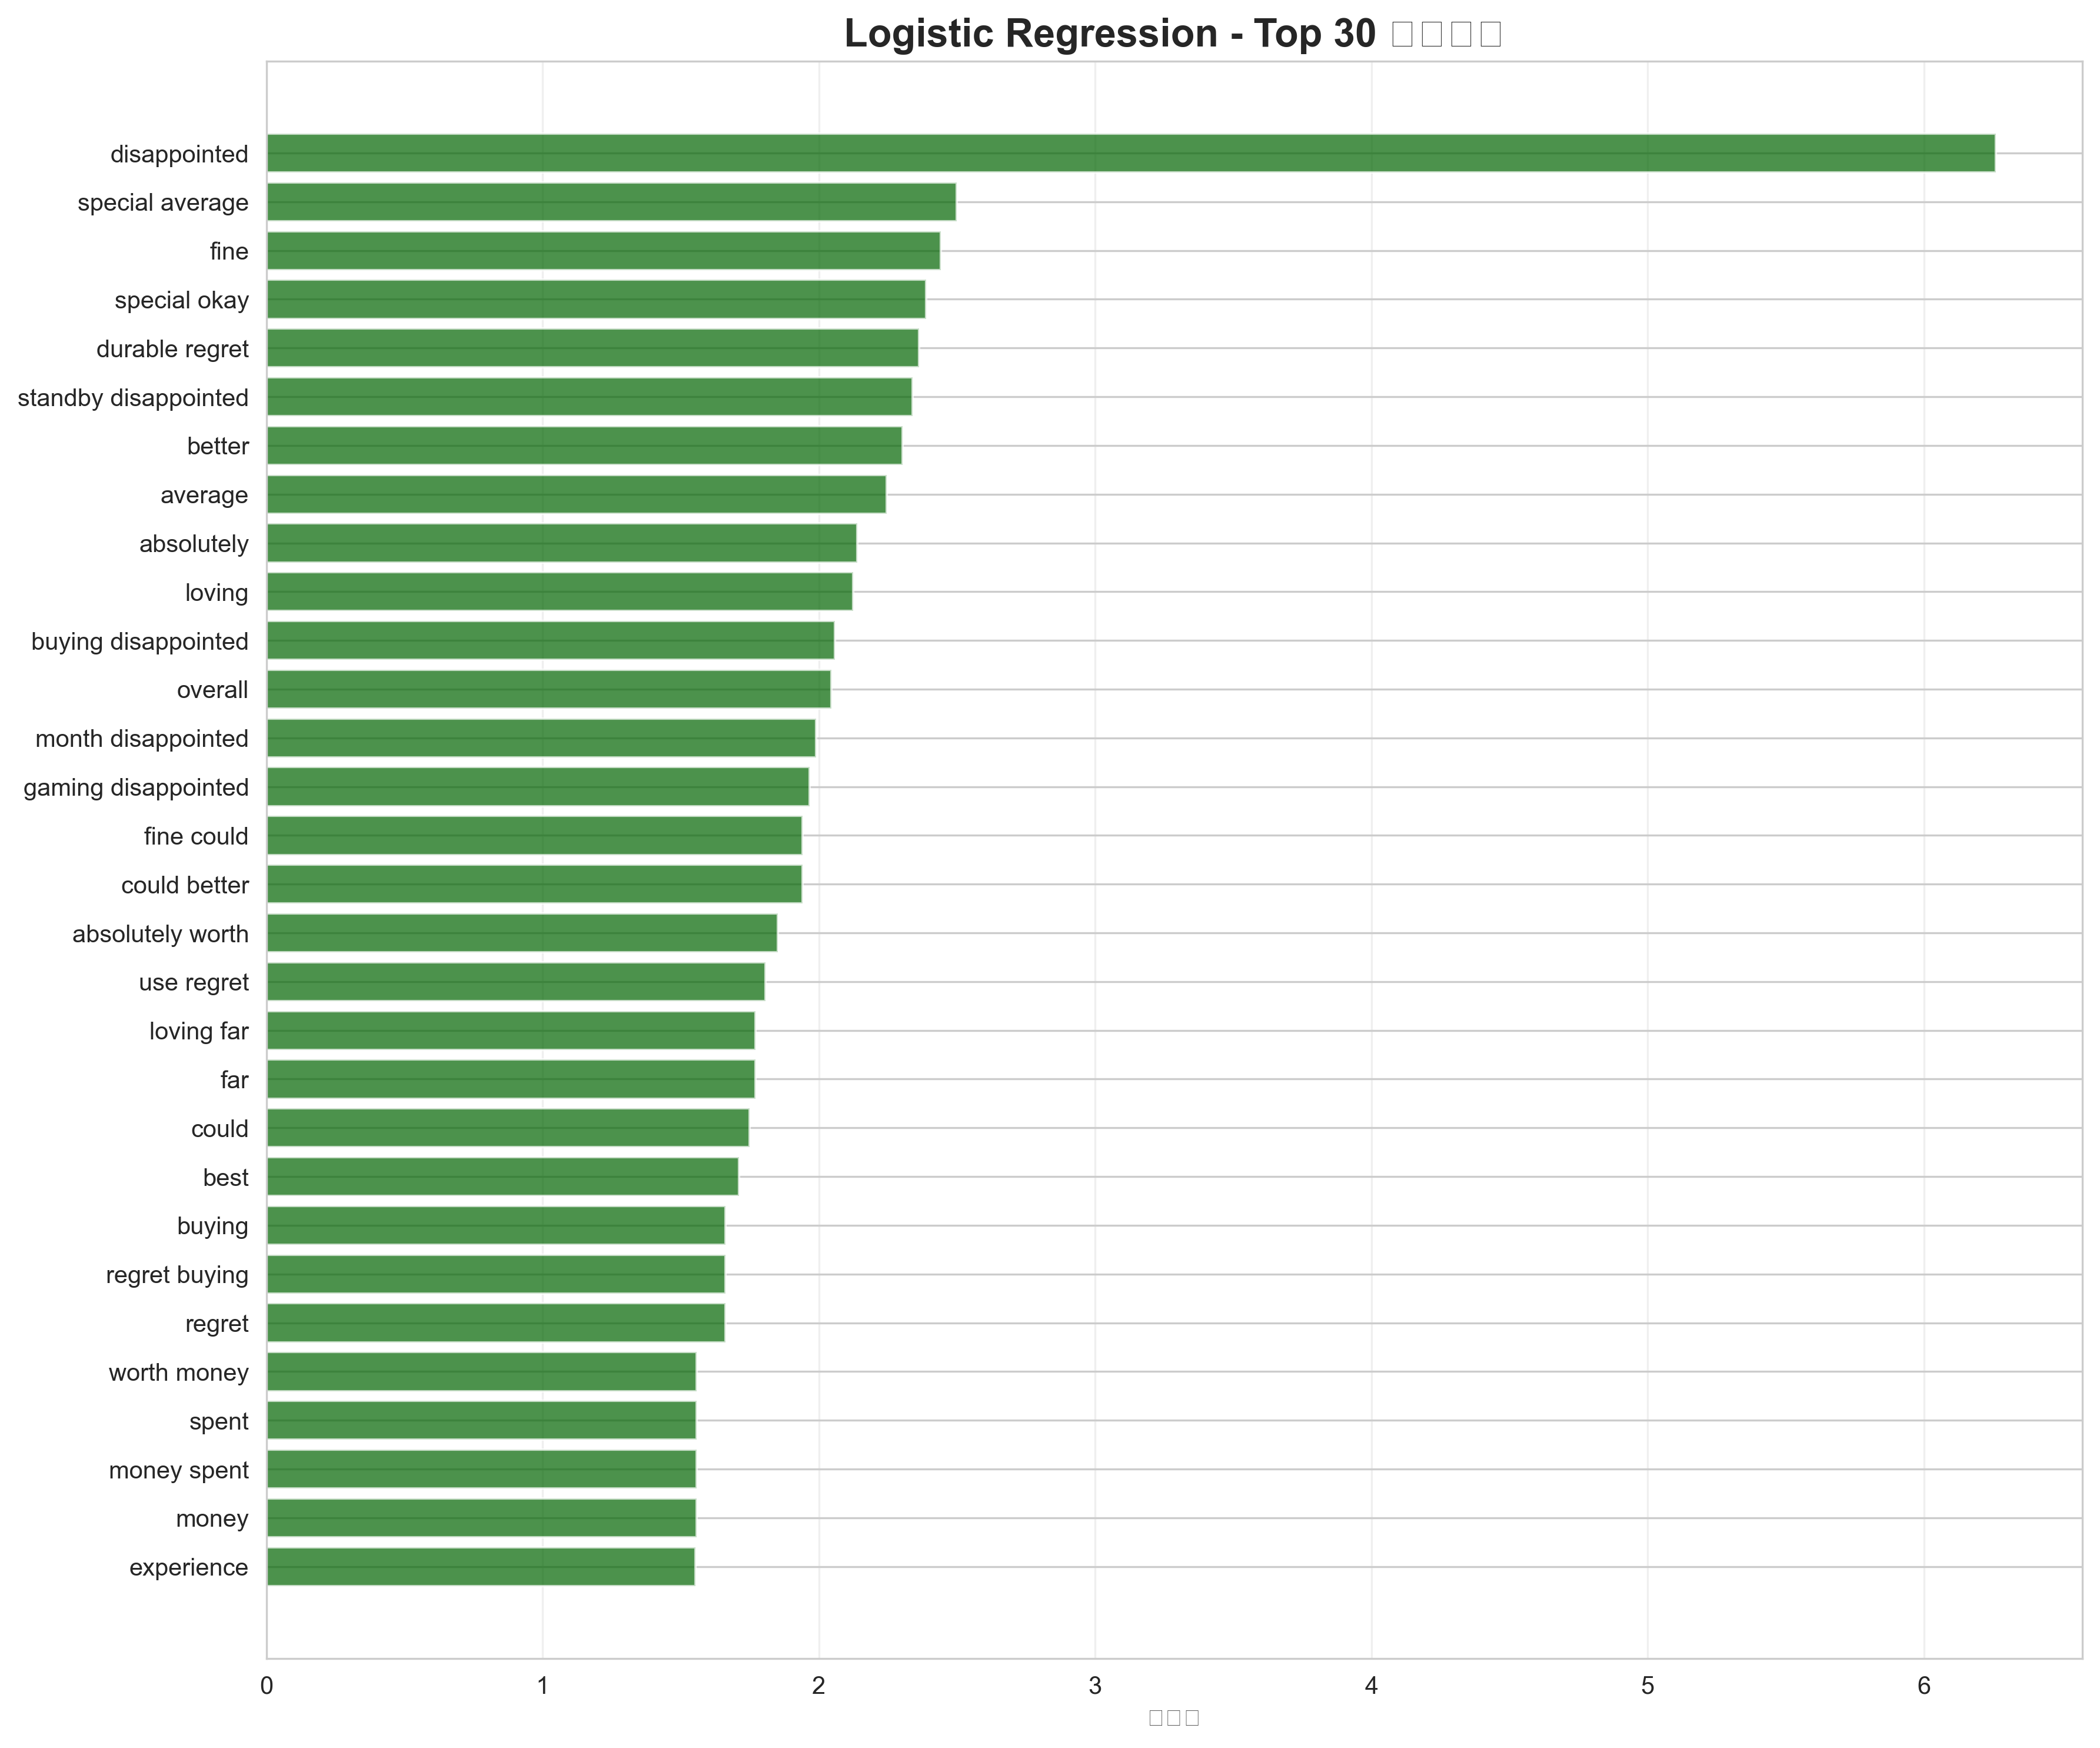 Logistic Regression - Top 30
disappointed
special average
fine
special okay
durable regret
standby disappointed
better
average
absolutely
loving
buying disappointed
overall
month disappointed
gaming disappointed
fine could
could better
absolutely worth
use regret
loving far
far
could
best
buying
regret buying
regret
worth money
spent
money spent
money
experience
0 1 2 3 4 5 6